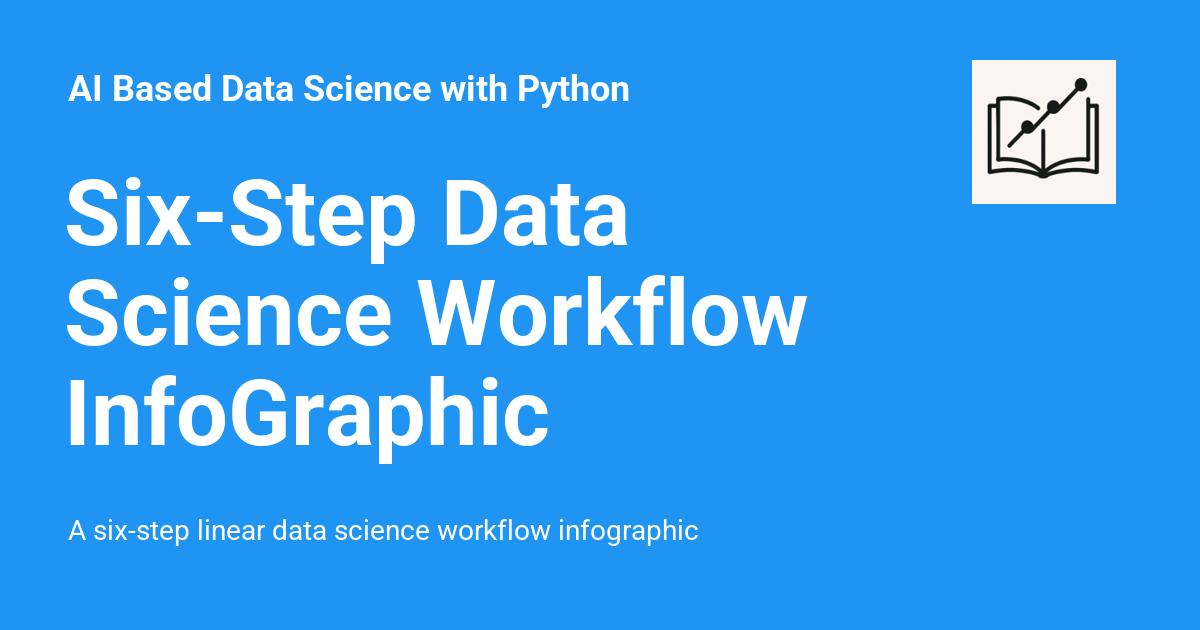 AI Based Data Science with Python
Six-Step Data
Science Workflow
InfoGraphic
A six-step linear data science workflow infographic